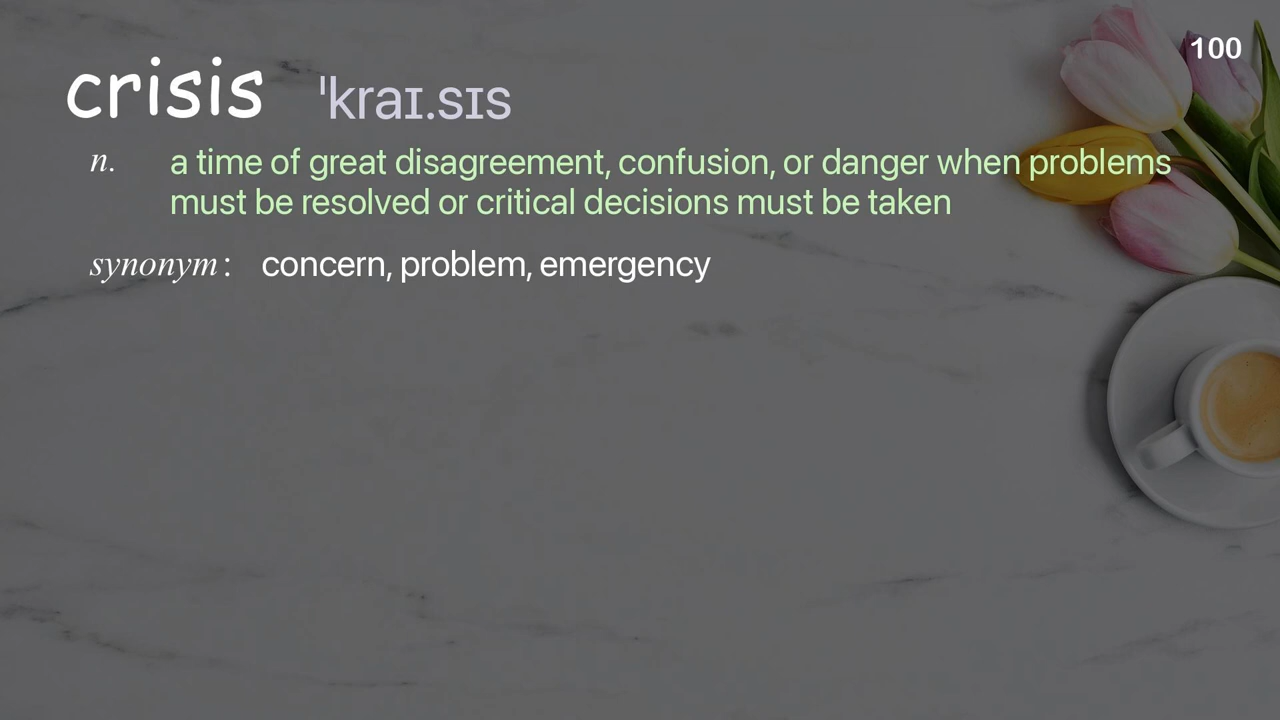 100
crisis ˈkraɪ.sɪs
n. a time of great disagreement, confusion, or danger when problems
must be resolved or critical decisions must be taken
synonym : concern, problem, emergency